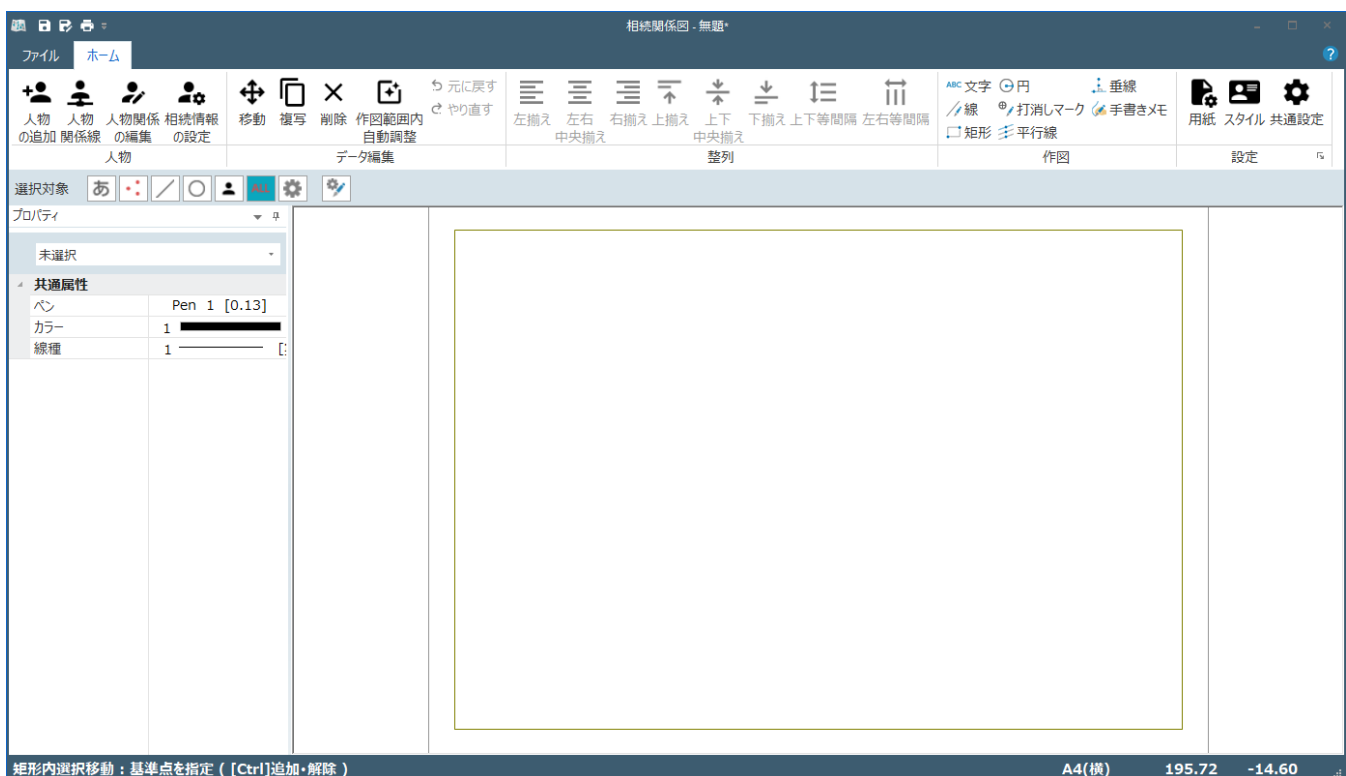 相続関係図 - 無題*
ファイル ホーム
人物の追加
人物関係線
人物関係の編集
相続情報の設定
人物
移動
複写
削除
作図範囲内自動調整
元に戻す
やり直す
データ編集
左揃え
左右中央揃え
右揃え
上揃え
上下中央揃え
下揃え
上下等間隔
左右等間隔
整列
ABC 文字
円
垂線
線
打消しマーク
手書きメモ
矩形
平行線
作図
用紙
スタイル
共通設定
設定
選択対象 あ ALL
プロパティ
未選択
共通属性
ペン Pen 1 [0.13]
カラー 1
線種 1
矩形内選択移動：基準点を指定 ( [Ctrl]追加・解除 ) A4(横) 195.72 -14.60